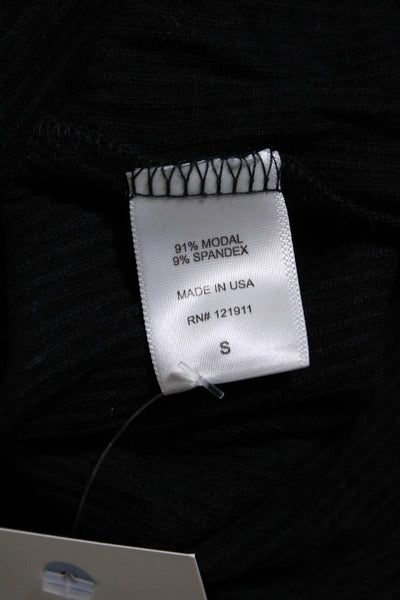 91% MODAL
9% SPANDEX
MADE IN USA
RN# 121911
S